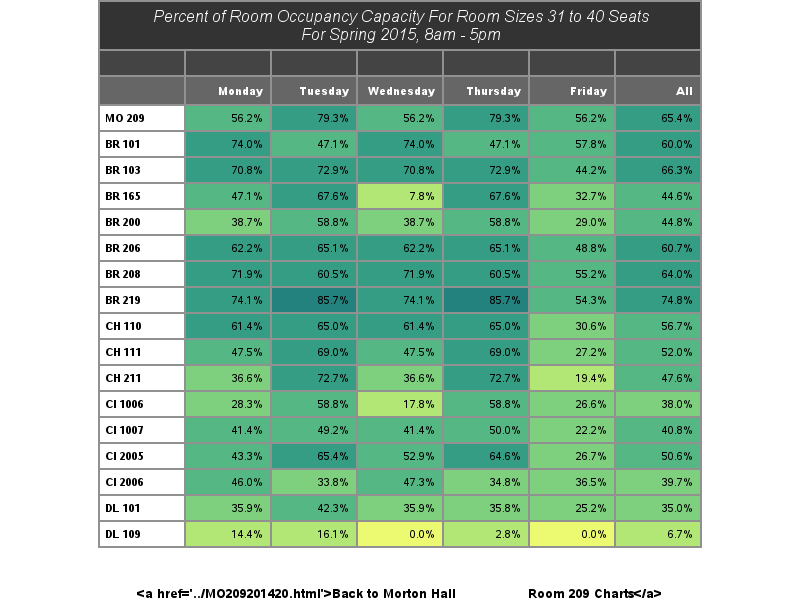 Percent of Room Occupancy Capacity For Room Sizes 31 to 40 Seats
For Spring 2015, 8am - 5pm
Monday Tuesday Wednesday Thursday Friday All
MO 209 56.2% 79.3% 56.2% 79.3% 56.2% 65.4%
BR 101 74.0% 47.1% 74.0% 47.1% 57.8% 60.0%
BR 103 70.8% 72.9% 70.8% 72.9% 44.2% 66.3%
BR 165 47.1% 67.6% 7.8% 67.6% 32.7% 44.6%
BR 200 38.7% 58.8% 38.7% 58.8% 29.0% 44.8%
BR 206 62.2% 65.1% 62.2% 65.1% 48.8% 60.7%
BR 208 71.9% 60.5% 71.9% 60.5% 55.2% 64.0%
BR 219 74.1% 85.7% 74.1% 85.7% 54.3% 74.8%
CH 110 61.4% 65.0% 61.4% 65.0% 30.6% 56.7%
CH 111 47.5% 69.0% 47.5% 69.0% 27.2% 52.0%
CH 211 36.6% 72.7% 36.6% 72.7% 19.4% 47.6%
CI 1006 28.3% 58.8% 17.8% 58.8% 26.6% 38.0%
CI 1007 41.4% 49.2% 41.4% 50.0% 22.2% 40.8%
CI 2005 43.3% 65.4% 52.9% 64.6% 26.7% 50.6%
CI 2006 46.0% 33.8% 47.3% 34.8% 36.5% 39.7%
DL 101 35.9% 42.3% 35.9% 35.8% 25.2% 35.0%
DL 109 14.4% 16.1% 0.0% 2.8% 0.0% 6.7%
<a href='../MO209201420.html'>Back to Morton Hall Room 209 Charts</a>